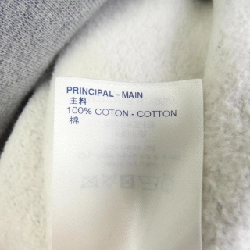 PRINCIPAL - MAIN
主料
100% COTON - COTTON
棉